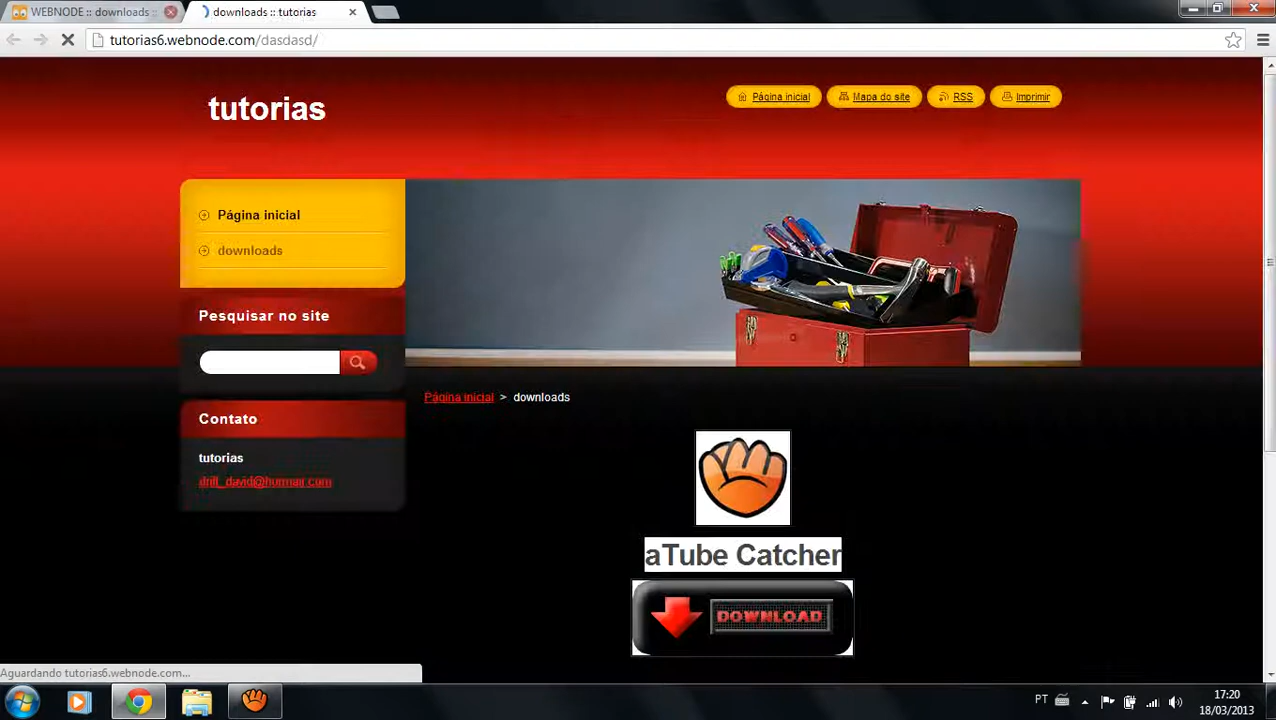 WEBNODE :: downloads ::
downloads :: tutorias
tutorias6.webnode.com/dasdasd/
tutorias
Página inicial
Mapa do site
RSS
Imprimir
Página inicial
downloads
Pesquisar no site
Contato
tutorias
Página inicial > downloads
aTube Catcher
DOWNLOAD
Aguardando tutorias6.webnode.com...
PT
17:20
18/03/2013